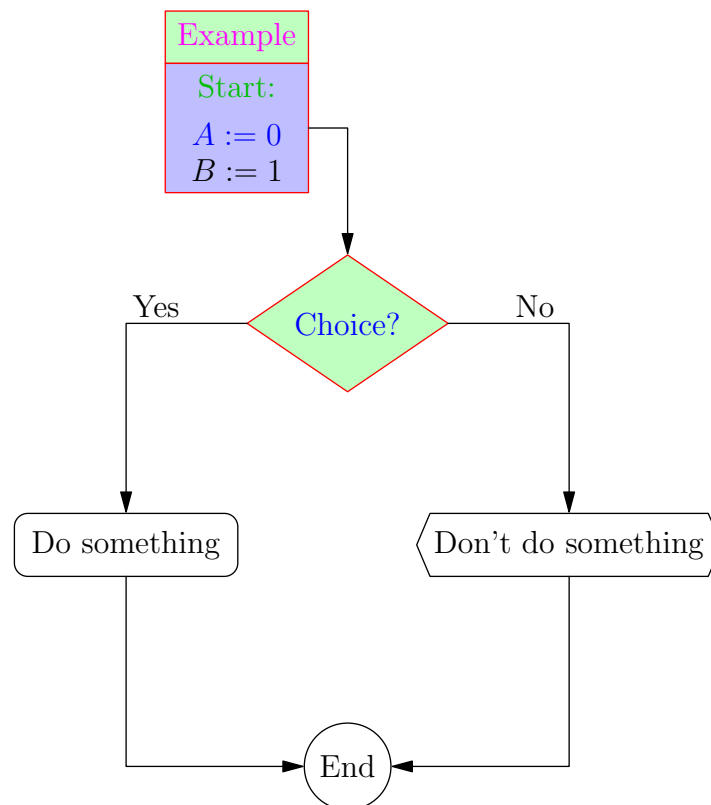 Example
Start:
A := 0
B := 1
Yes
No
Choice?
Do something
Don't do something
End